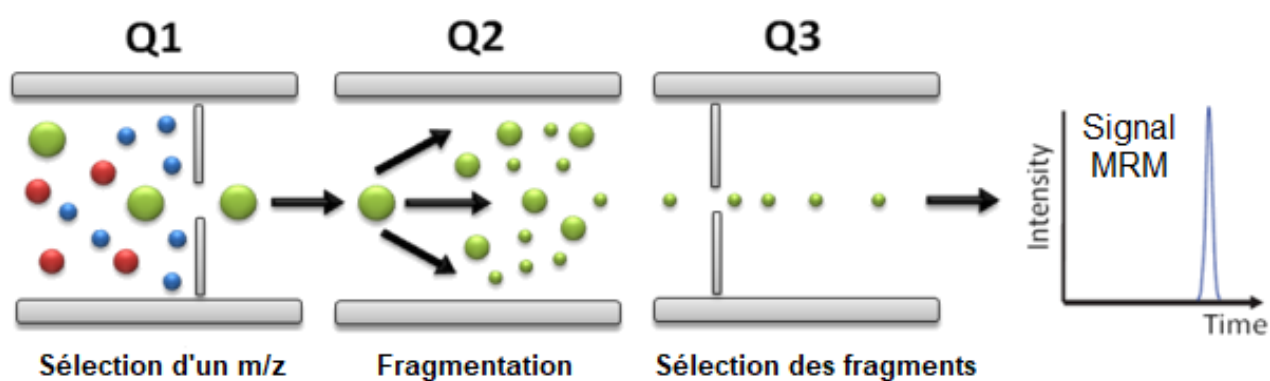 Q1
Q2
Q3
Signal
MRM
Intensity
Time
Sélection d'un m/z
Fragmentation
Sélection des fragments